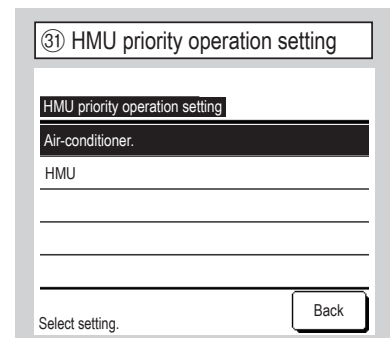 ㉛ HMU priority operation setting
HMU priority operation setting
Air-conditioner.
HMU
Select setting.
Back